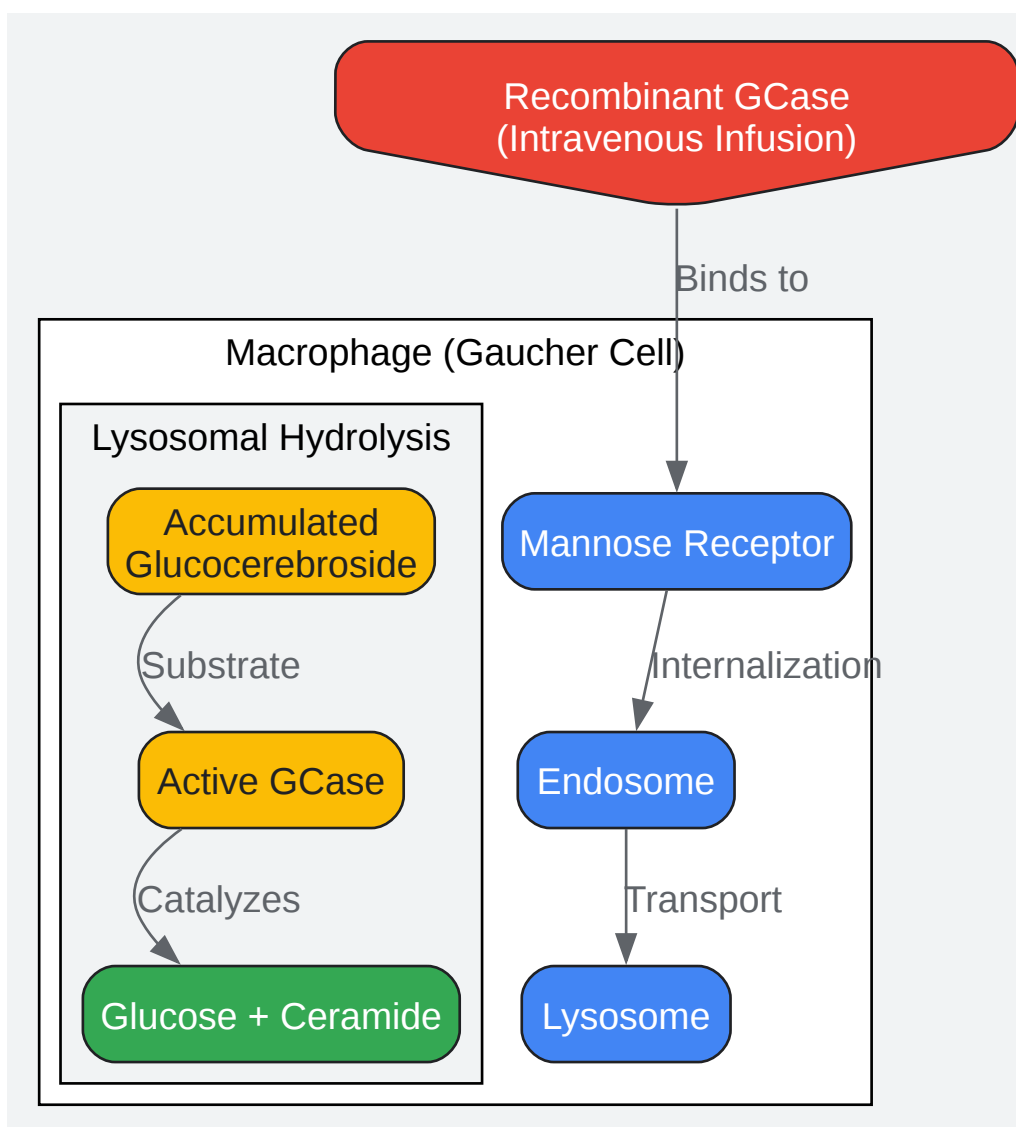 Recombinant GCase
(Intravenous Infusion)
Binds to
Macrophage (Gaucher Cell)
Lysosomal Hydrolysis
Accumulated
Glucocerebroside
Mannose Receptor
Substrate
Internalization
Active GCase
Endosome
Catalyzes
Transport
Glucose + Ceramide
Lysosome